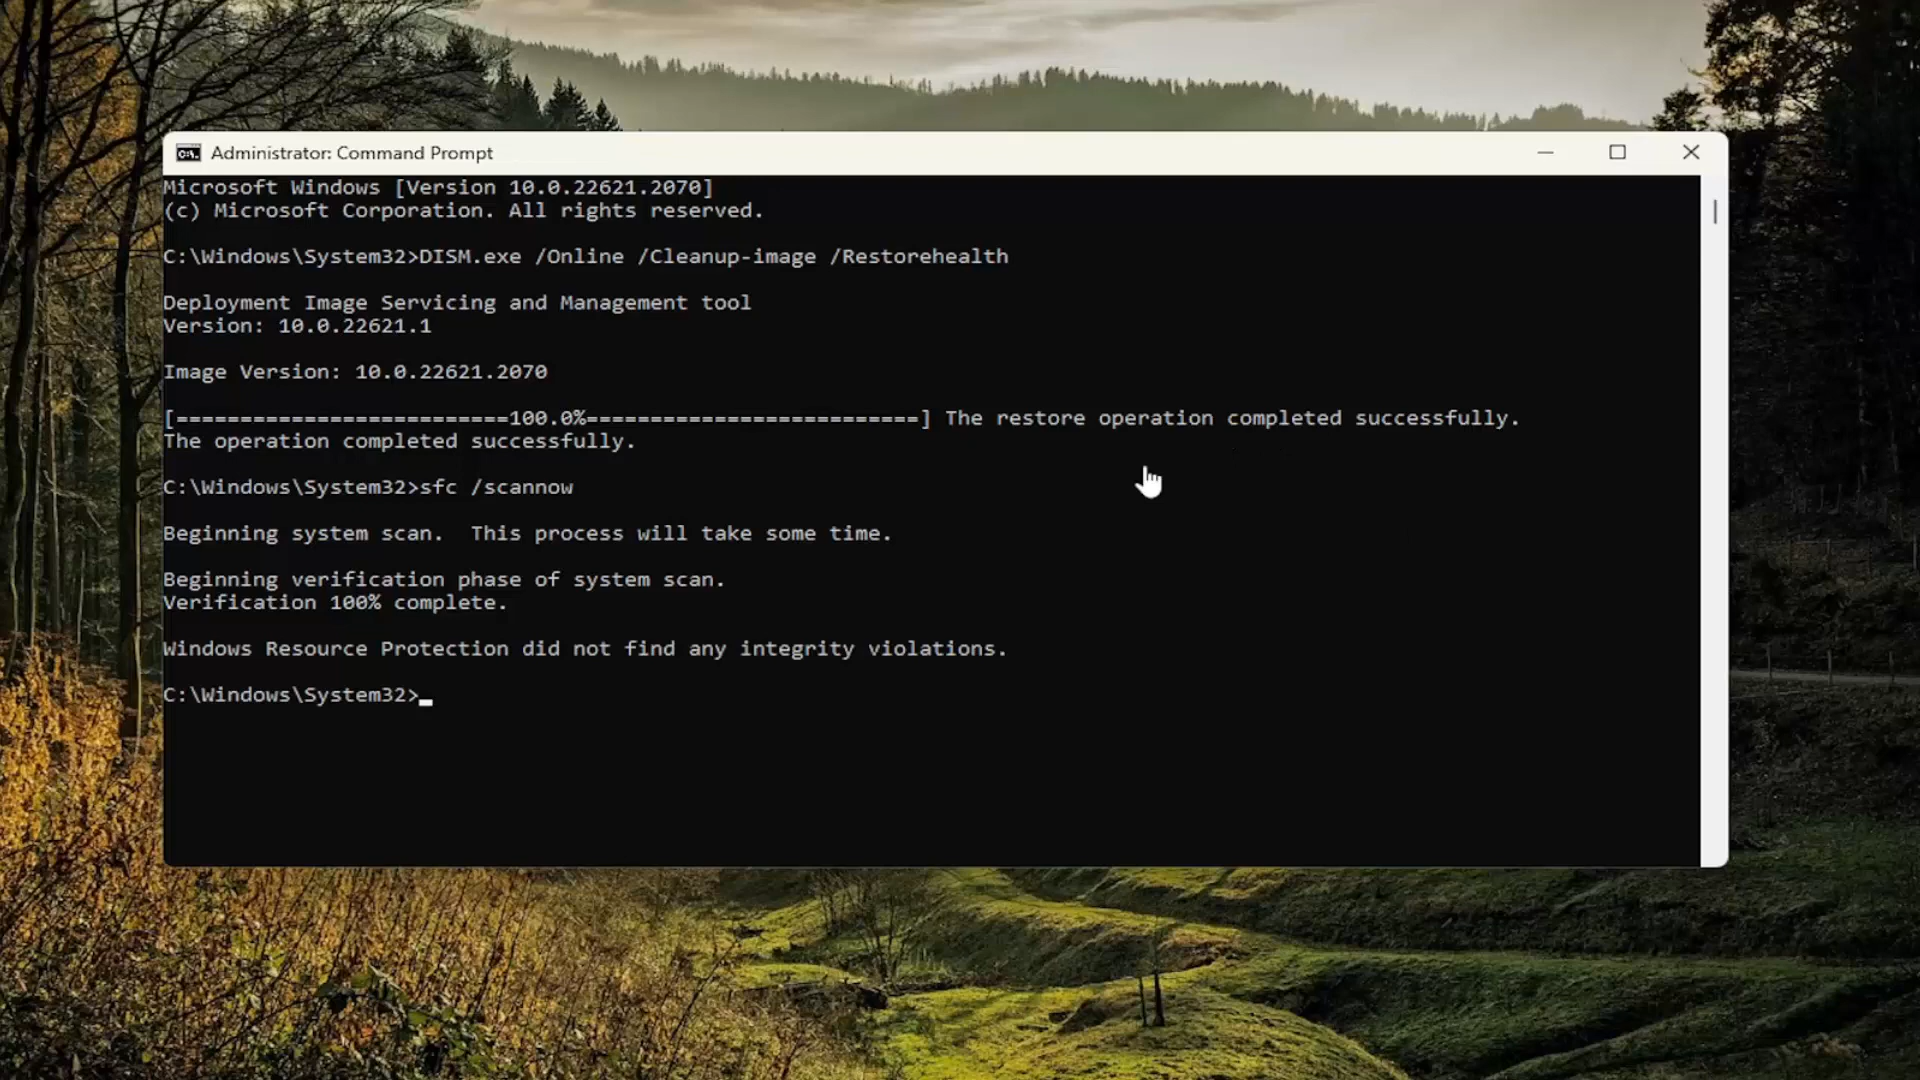 Administrator: Command Prompt
Microsoft Windows [Version 10.0.22621.2070]
(c) Microsoft Corporation. All rights reserved.
C:\Windows\System32>DISM.exe /Online /Cleanup-image /Restorehealth
Deployment Image Servicing and Management tool
Version: 10.0.22621.1
Image Version: 10.0.22621.2070
[==========================100.0%==========================] The restore operation completed successfully.
The operation completed successfully.
C:\Windows\System32>sfc /scannow
Beginning system scan.  This process will take some time.
Beginning verification phase of system scan.
Verification 100% complete.
Windows Resource Protection did not find any integrity violations.
C:\Windows\System32>